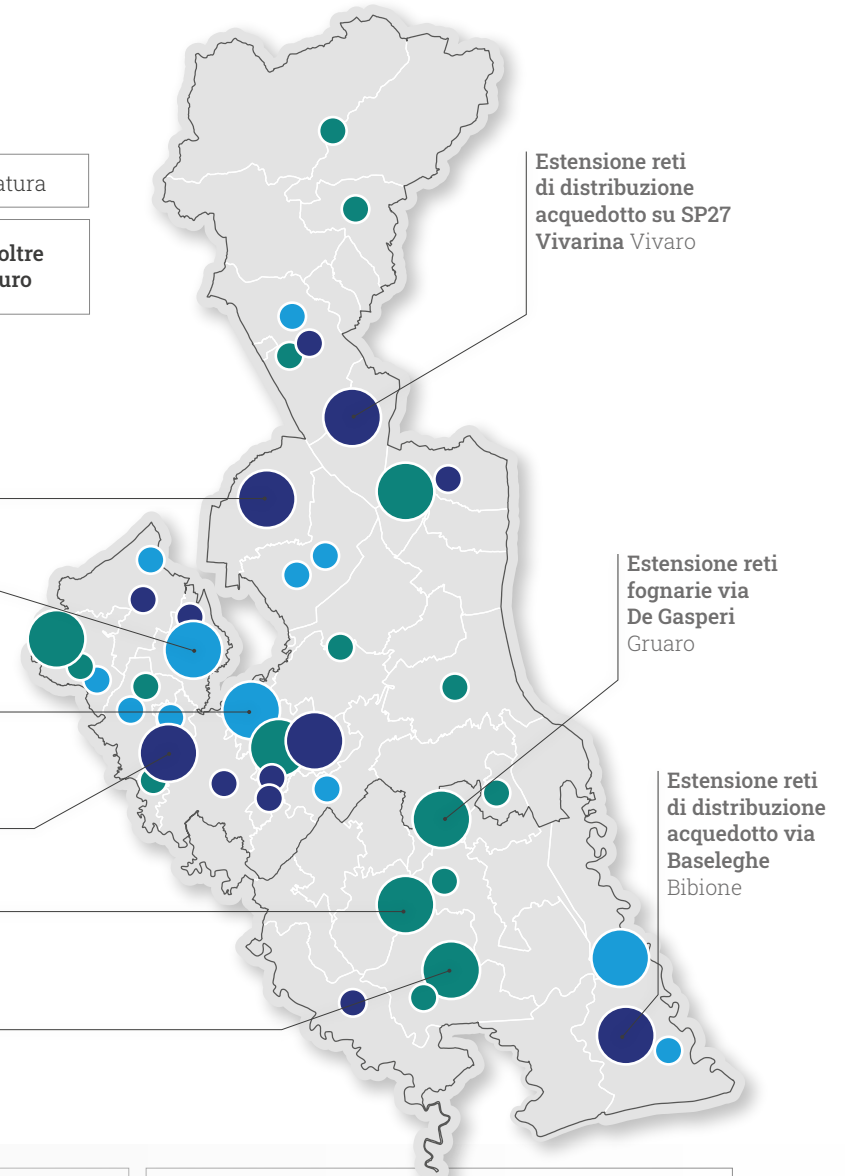 Estensione reti
di distribuzione
acquedotto su SP27
Vivarina Vivaro
atura
oltre
uro
Estensione reti
fognarie via
De Gasperi
Gruaro
Estensione reti
di distribuzione
acquedotto via
Baseleghe
Bibione